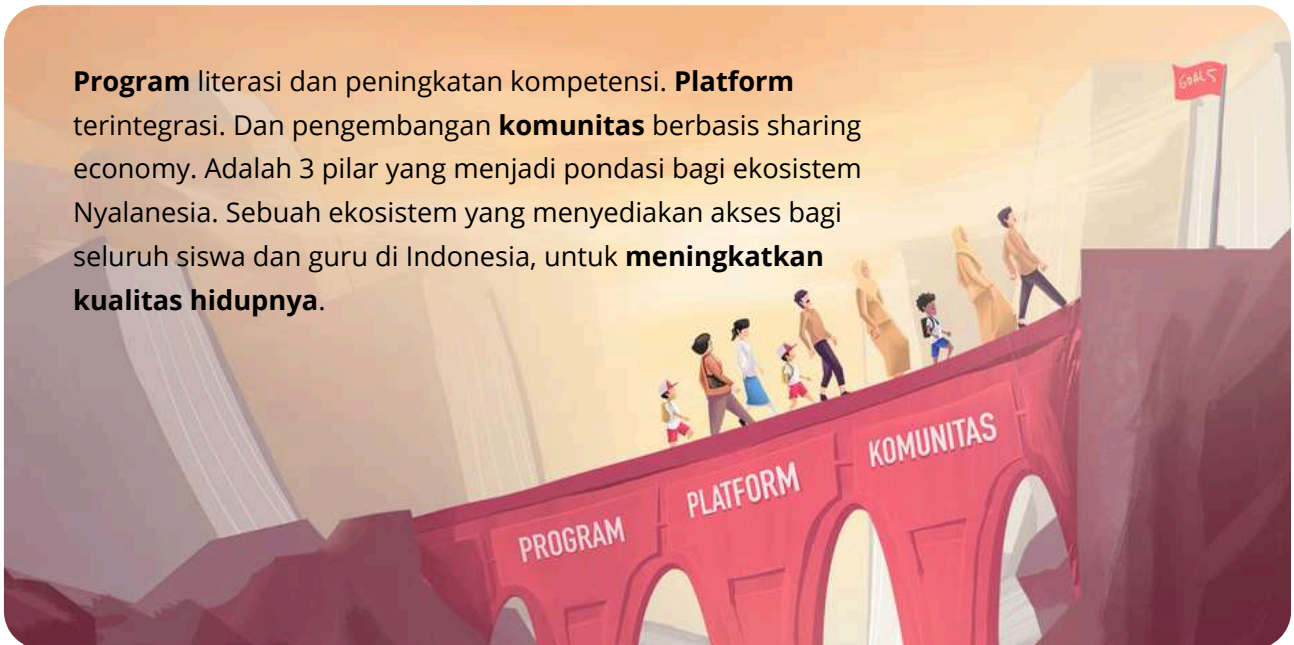 Program literasi dan peningkatan kompetensi. Platform
terintegrasi. Dan pengembangan komunitas berbasis sharing
economy. Adalah 3 pilar yang menjadi pondasi bagi ekosistem
Nyalanesia. Sebuah ekosistem yang menyediakan akses bagi
seluruh siswa dan guru di Indonesia, untuk meningkatkan
kualitas hidupnya.
GOALS
PROGRAM
PLATFORM
KOMUNITAS